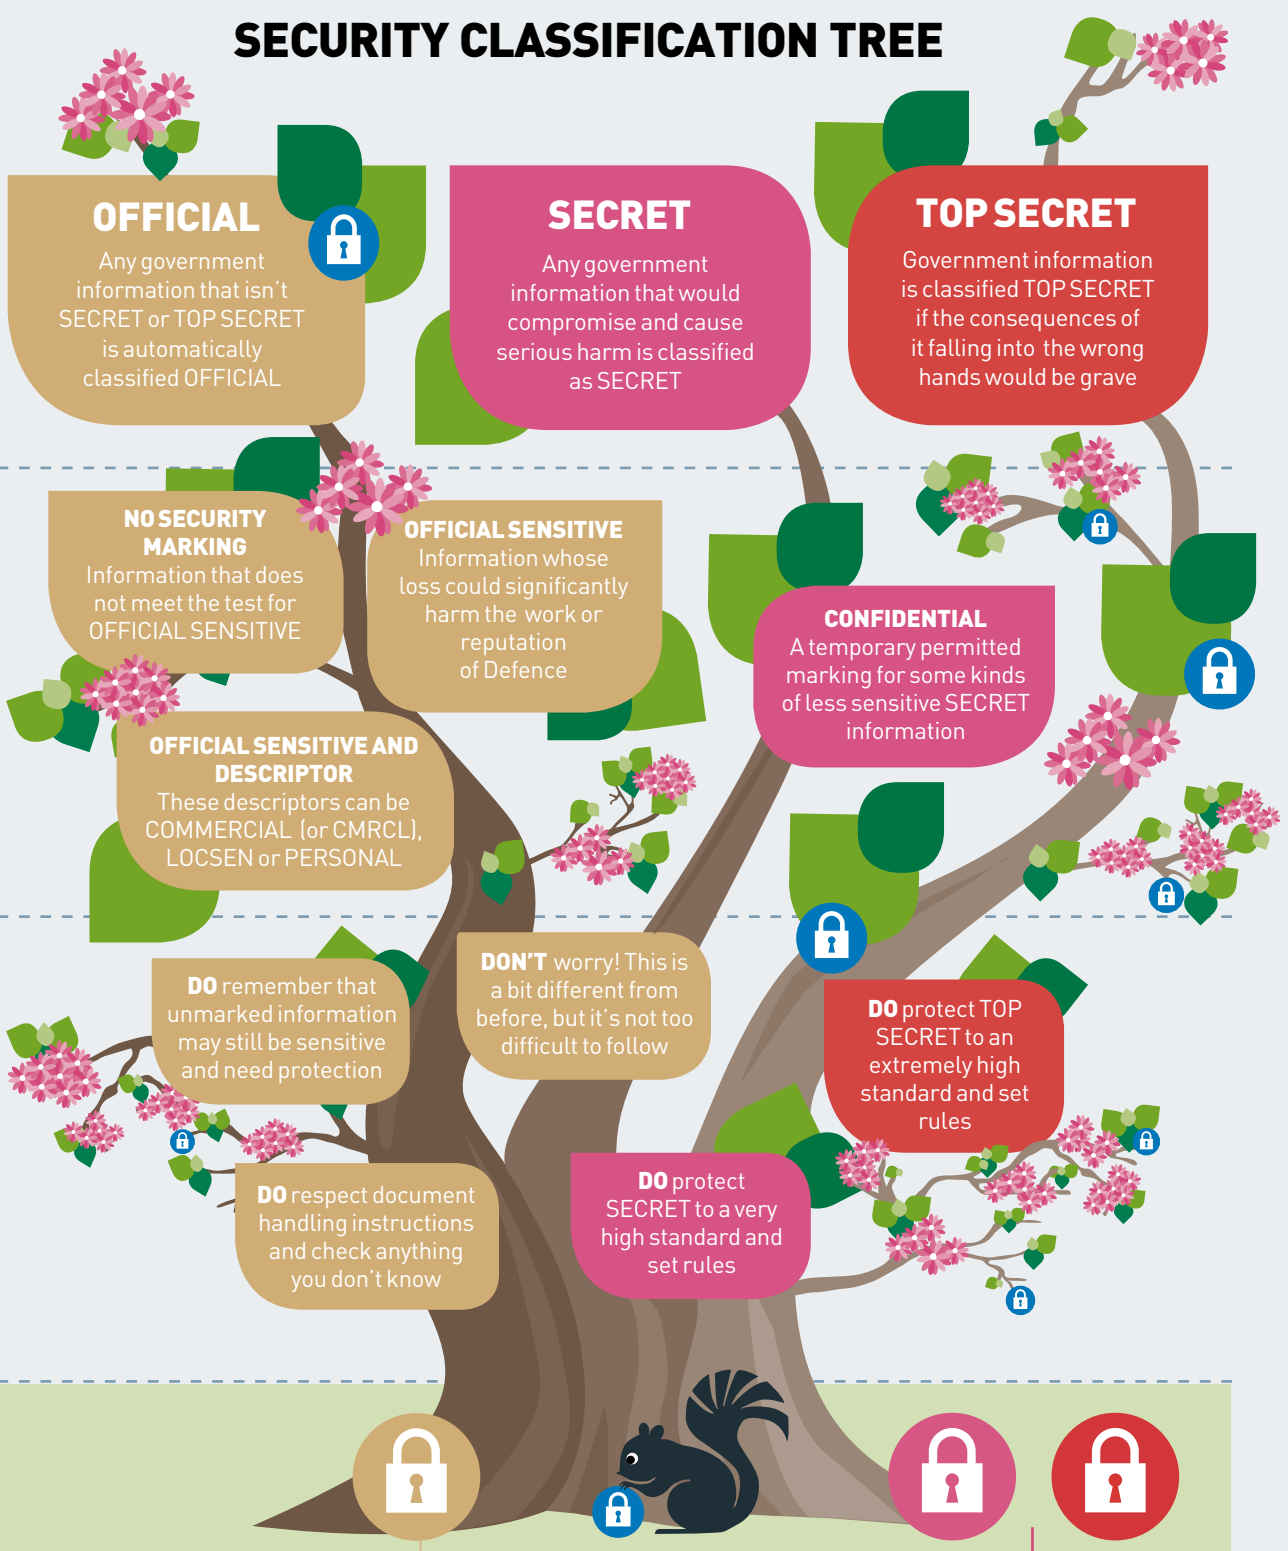 SECURITY CLASSIFICATION TREE
OFFICIAL
Any government
information that isn't
SECRET or TOP SECRET
is automatically
classified OFFICIAL
SECRET
Any government
information that would
compromise and cause
serious harm is classified
as SECRET
TOP SECRET
Government information
is classified TOP SECRET
if the consequences of
it falling into the wrong
hands would be grave
NO SECURITY
MARKING
Information that does
not meet the test for
OFFICIAL SENSITIVE
OFFICIAL SENSITIVE
Information whose
loss could significantly
harm the work or
reputation
of Defence
CONFIDENTIAL
A temporary permitted
marking for some kinds
of less sensitive SECRET
information
OFFICIAL SENSITIVE AND
DESCRIPTOR
These descriptors can be
COMMERCIAL (or CMRCL),
LOCSEN or PERSONAL
DO remember that
unmarked information
may still be sensitive
and need protection
DON'T worry! This is
a bit different from
before, but it's not too
difficult to follow
DO protect TOP
SECRET to an
extremely high
standard and set
rules
DO respect document
handling instructions
and check anything
you don't know
DO protect
SECRET to a very
high standard and
set rules